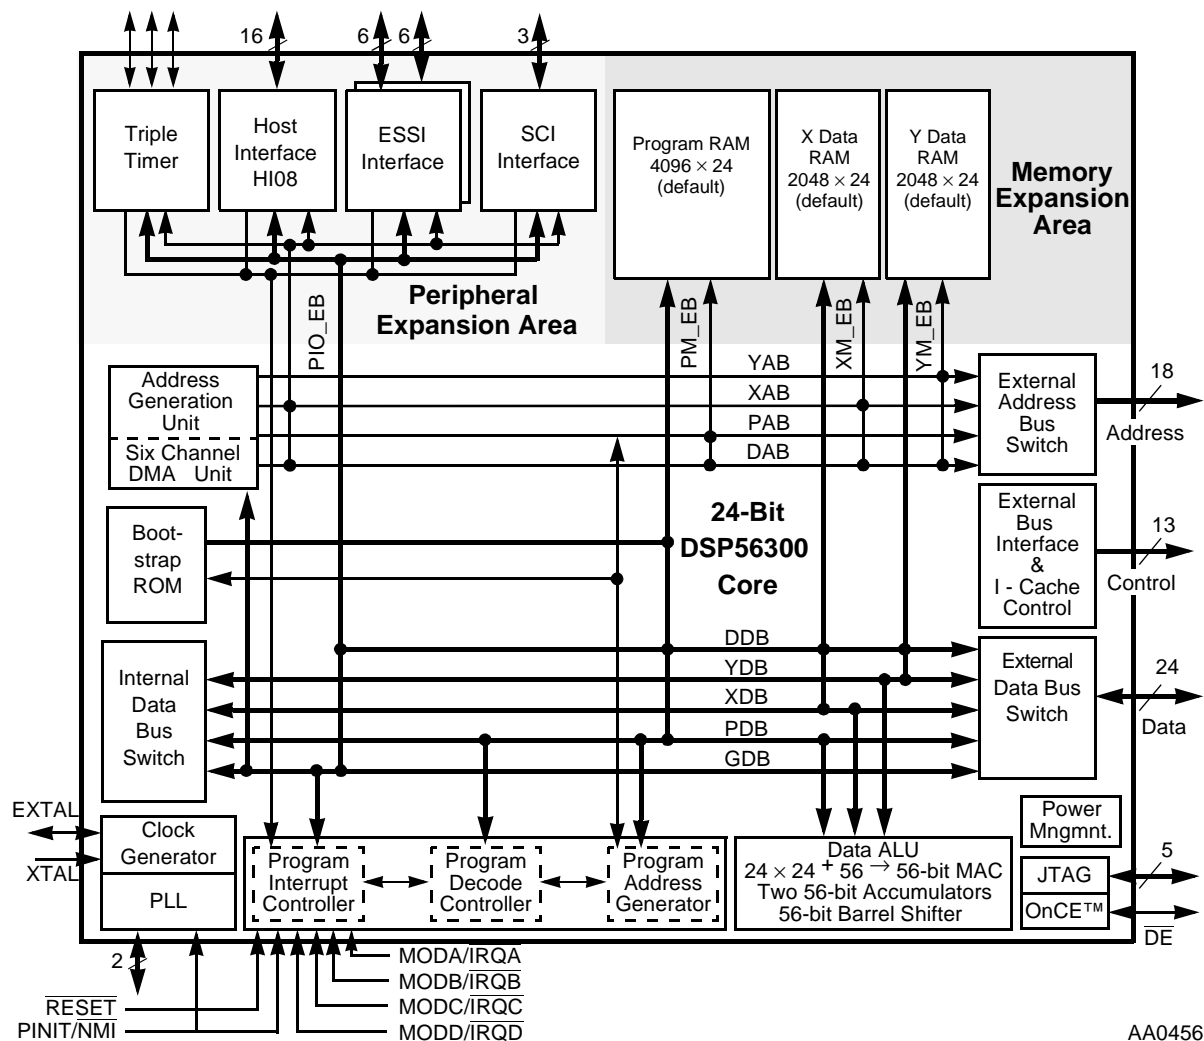 16
6
6
3
Triple
Timer
Host
Interface
HI08
ESSI
Interface
SCI
Interface
Program RAM
4096 × 24
(default)
X Data
RAM
2048 × 24
(default)
Y Data
RAM
2048 × 24
(default)
Memory
Expansion
Area
Peripheral
Expansion Area
PIO_EB
PM_EB
XM_EB
YM_EB
Address
Generation
Unit
Six Channel
DMA Unit
YAB
XAB
PAB
DAB
External
Address
Bus
Switch
18
Address
Boot-
strap
ROM
24-Bit
DSP56300
Core
External
Bus
Interface
&
I - Cache
Control
13
Control
Internal
Data
Bus
Switch
DDB
YDB
XDB
PDB
GDB
External
Data Bus
Switch
24
Data
EXTAL
XTAL
Clock
Generator
PLL
Program
Interrupt
Controller
Program
Decode
Controller
Program
Address
Generator
Data ALU
24 × 24 + 56 → 56-bit MAC
Two 56-bit Accumulators
56-bit Barrel Shifter
Power
Mngmnt.
JTAG
OnCE™
5
DE
2
RESET
PINIT/NMI
MODA/IRQA
MODB/IRQB
MODC/IRQC
MODD/IRQD
AA0456